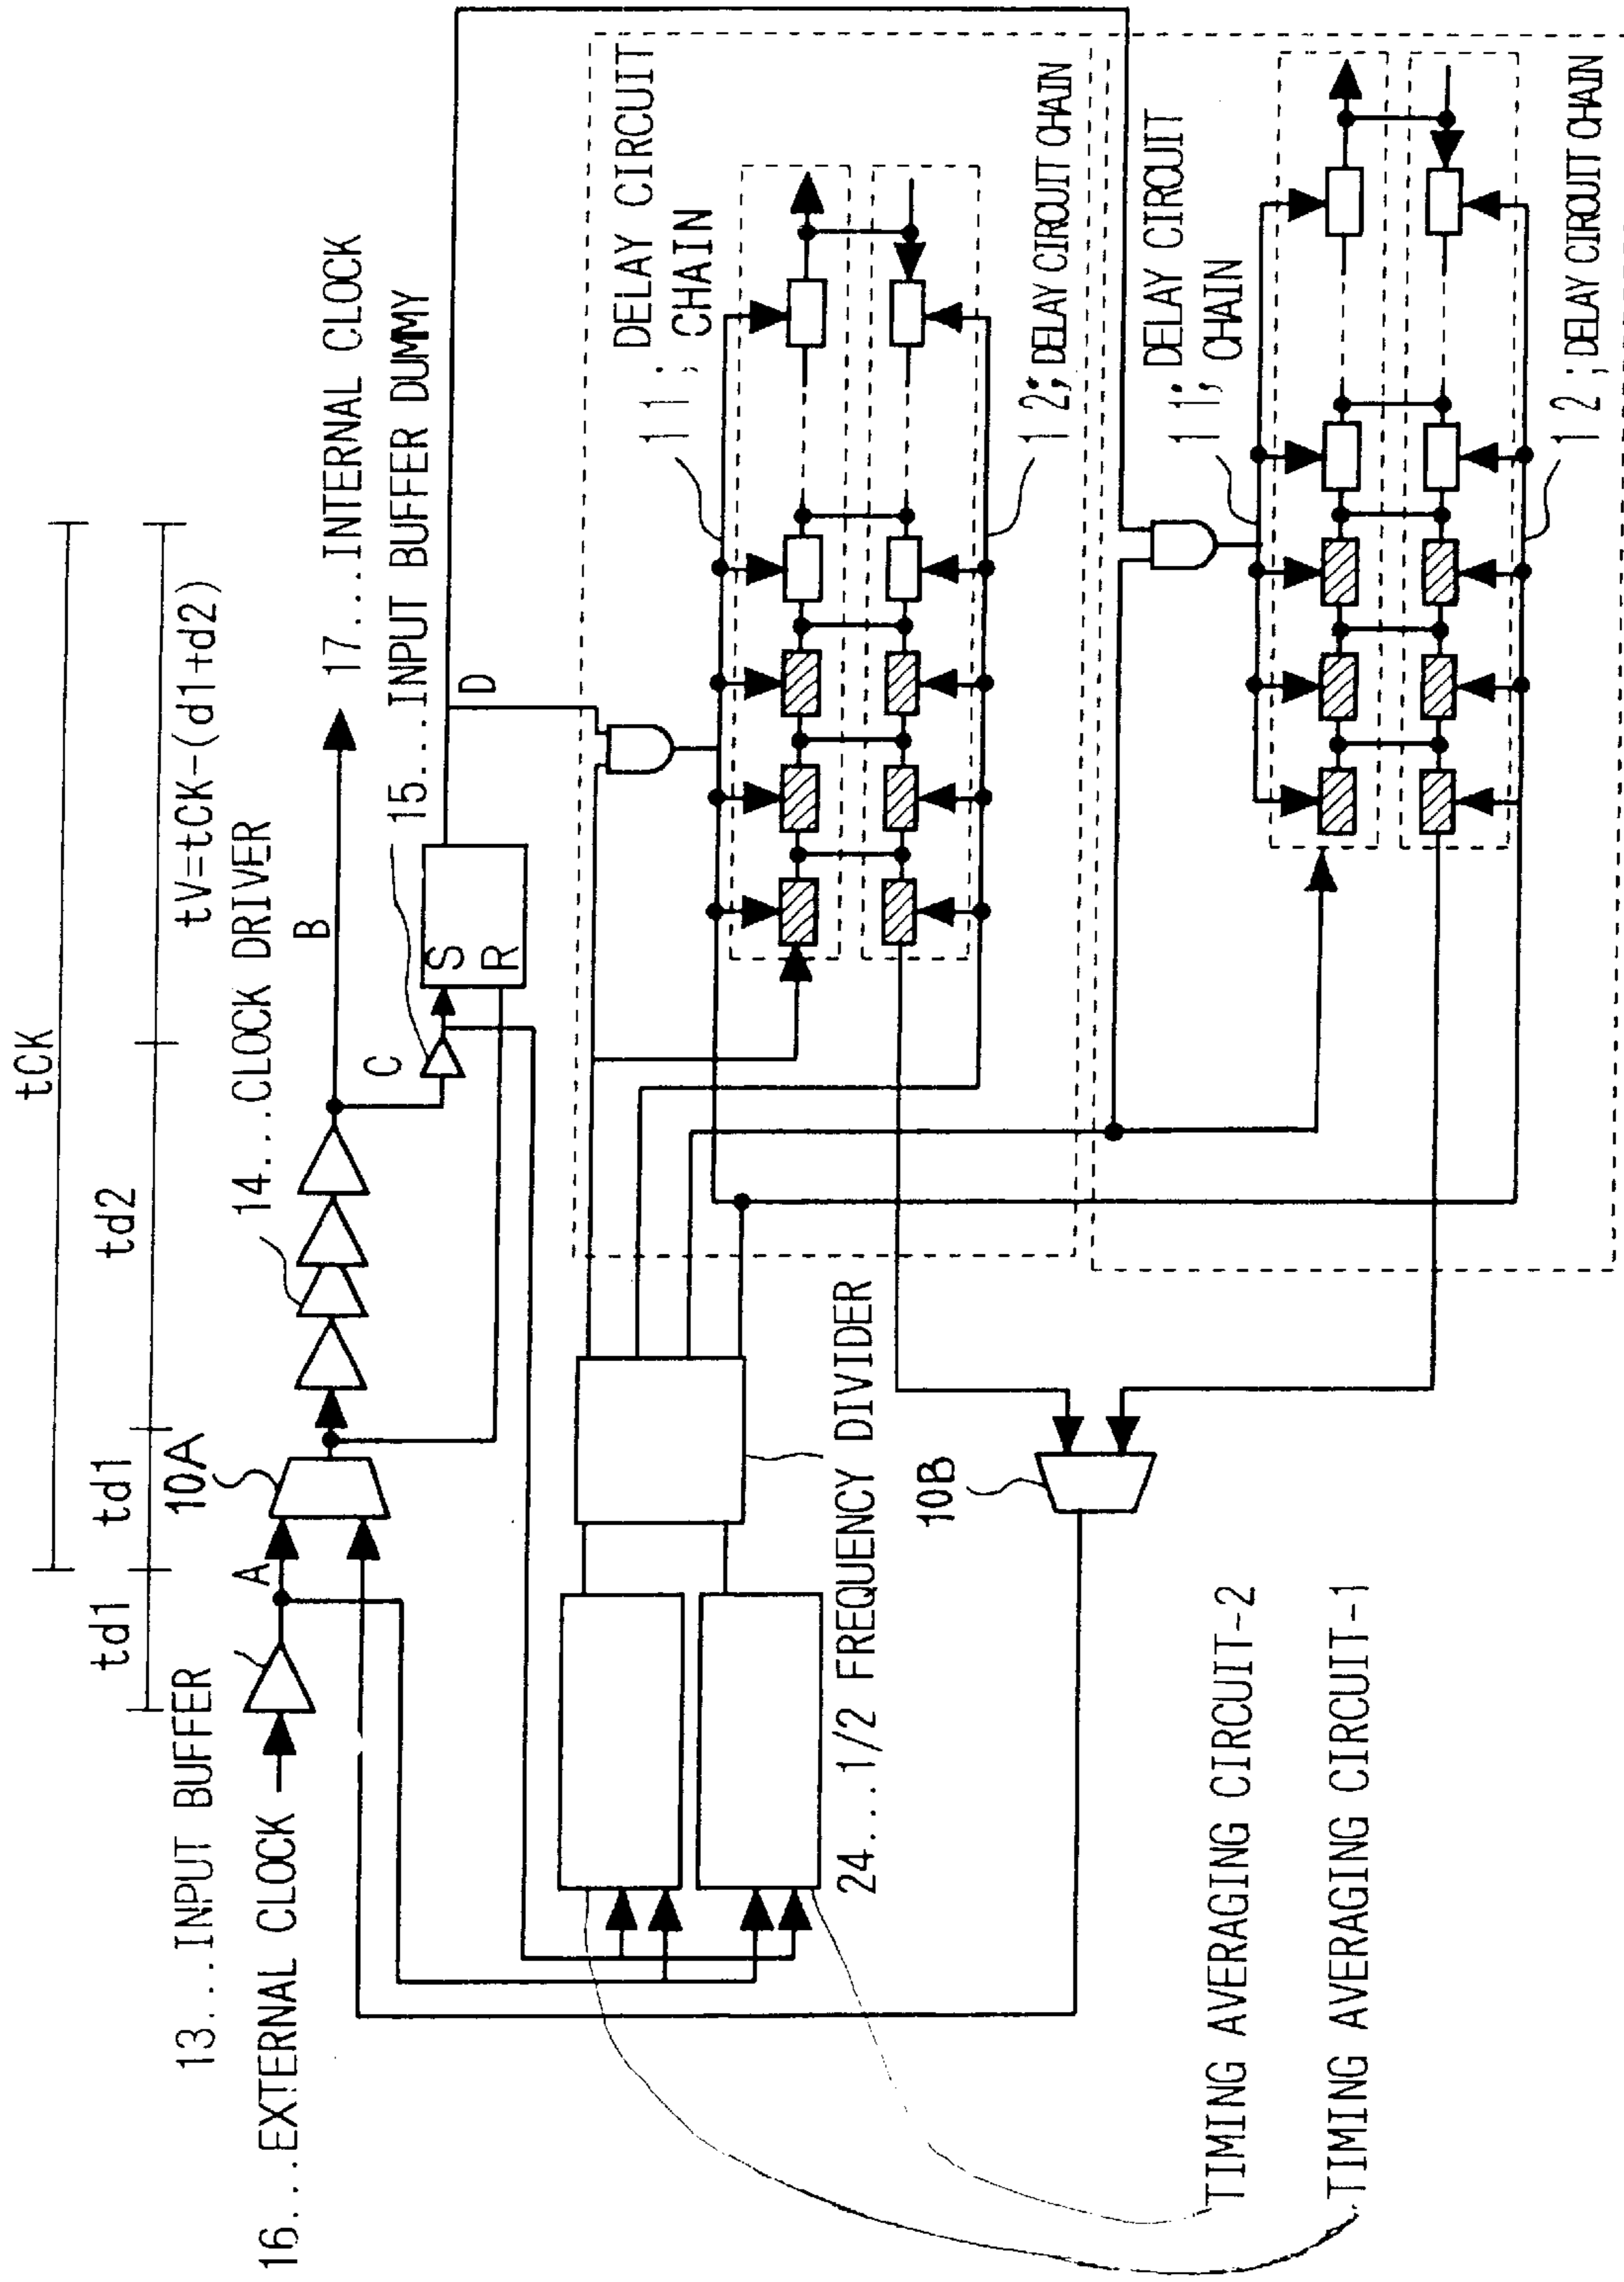 tCK
td1
td1
td2
tV=tCK-(d1+d2)
13...INPUT BUFFER
10A
14...CLOCK DRIVER
16...EXTERNAL CLOCK
A
B
17...INTERNAL CLOCK
C
15...INPUT BUFFER DUMMY
S
R
D
24...1/2 FREQUENCY DIVIDER
10B
11; DELAY CIRCUIT
CHAIN
12; DELAY CIRCUIT CHAIN
11; DELAY CIRCUIT
CHAIN
12; DELAY CIRCUIT CHAIN
TIMING AVERAGING CIRCUIT-2
TIMING AVERAGING CIRCUIT-1